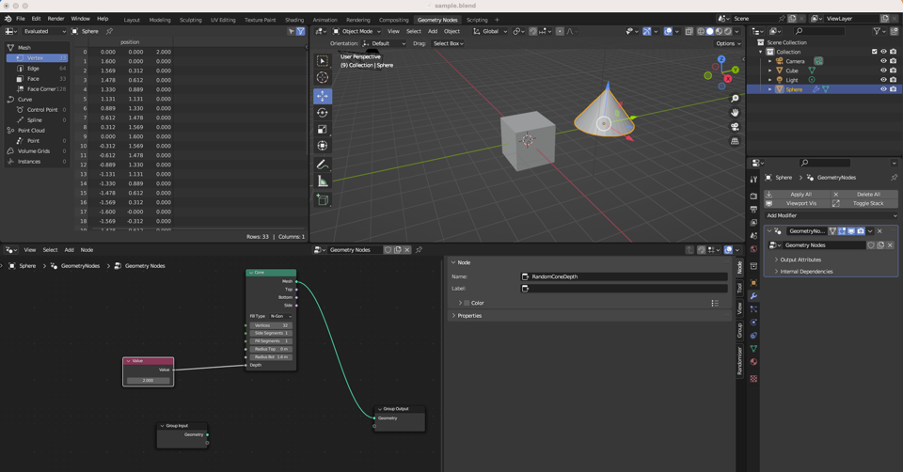 sample.blend
File Edit Render Window Help Layout Modeling Sculpting UV Editing Texture Paint Shading Animation Rendering Compositing Geometry Nodes Scripting + Scene ViewLayer
Evaluated Sphere
Mesh
Vertex 33
Edge 64
Face 33
Face Corner 128
Curve
Control Point 0
Spline 0
Point Cloud
Point 0
Volume Grids 0
Instances 0
position
0 0.000 0.000 2.000
1 1.600 0.000 0.000
2 1.569 0.312 0.000
3 1.478 0.612 0.000
4 1.330 0.889 0.000
5 1.131 1.131 0.000
6 0.889 1.330 0.000
7 0.612 1.478 0.000
8 0.312 1.569 0.000
9 0.000 1.600 0.000
10 -0.312 1.569 0.000
11 -0.612 1.478 0.000
12 -0.889 1.330 0.000
13 -1.131 1.131 0.000
14 -1.330 0.889 0.000
15 -1.478 0.612 0.000
16 -1.569 0.312 0.000
17 -1.600 -0.000 0.000
18 -1.569 -0.312 0.000
Rows: 33 | Columns: 1
Object Mode View Select Add Object Global
Orientation: Default Drag: Select Box Options
User Perspective
(9) Collection | Sphere
X
Y
Z
Scene Collection
Collection
Camera
Cube
Light
Sphere
Sphere GeometryNodes
Apply All Delete All
Viewport Vis Toggle Stack
Add Modifier
GeometryNo...
Geometry Nodes
Output Attributes
Internal Dependencies
View Select Add Node Geometry Nodes
Sphere GeometryNodes Geometry Nodes
Cone
Mesh
Top
Bottom
Side
Fill Type N-Gon
Vertices 32
Side Segments 1
Fill Segments 1
Radius Top 0 m
Radius Bot 1.6 m
Depth
Value
Value
2.000
Group Input
Geometry
Group Output
Geometry
Node
Name: RandomConeDepth
Label:
Color
Properties
Node
Tool
View
Group
Randomiser